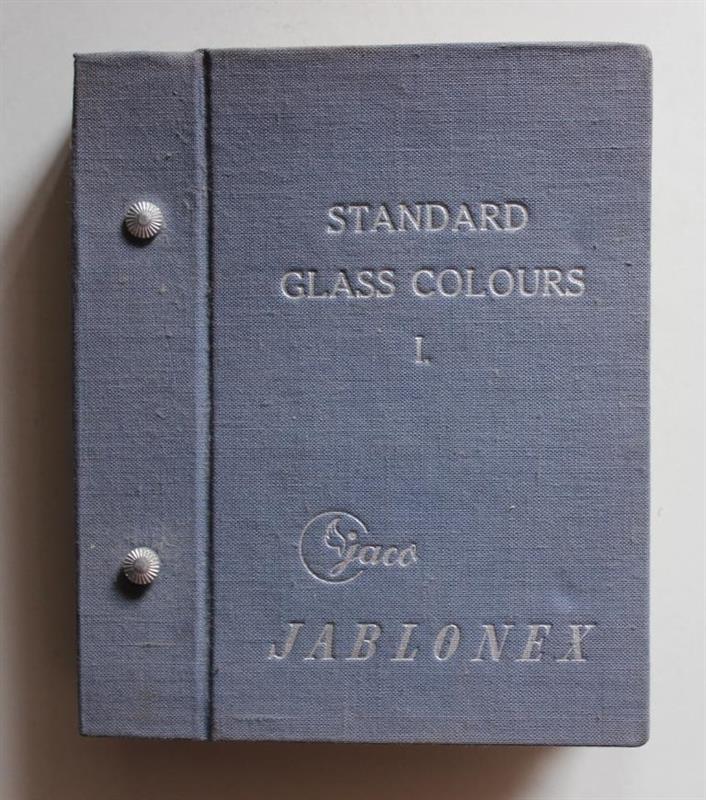 STANDARD
GLASS COLOURS
I.
jaco
JABLONEX